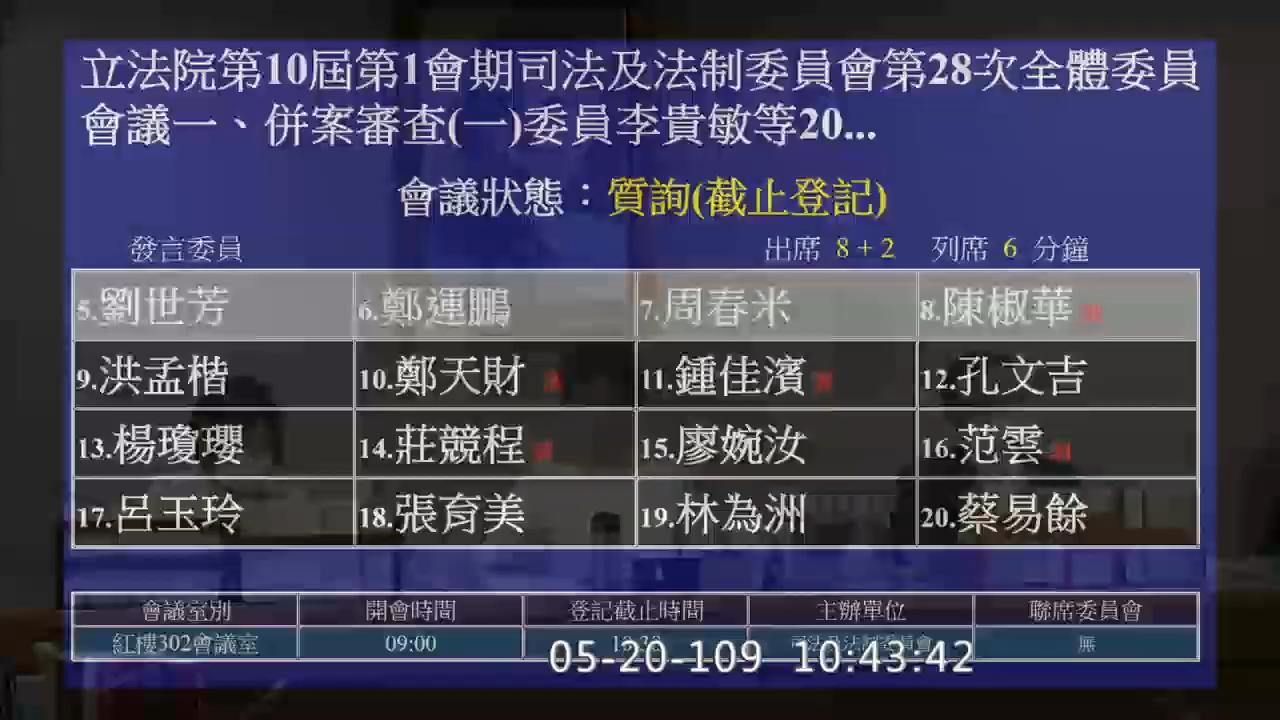 立法院第10屆第1會期司法及法制委員會第28次全體委員
會議一、併案審查(一)委員李貴敏等20...
會議狀態：質詢(截止登記)
發言委員 出席 8 + 2 列席 6 分鐘
5.劉世芳 6.鄭運鵬 7.周春米 8.陳椒華
9.洪孟楷 10.鄭天財 11.鍾佳濱 12.孔文吉
13.楊瓊瓔 14.莊競程 15.廖婉汝 16.范雲
17.呂玉玲 18.張育美 19.林為洲 20.蔡易餘
會議室別 開會時間 登記截止時間 主辦單位 聯席委員會
紅樓302會議室 09:00 司法及法制委員會 無
05-20-109 10:43:42